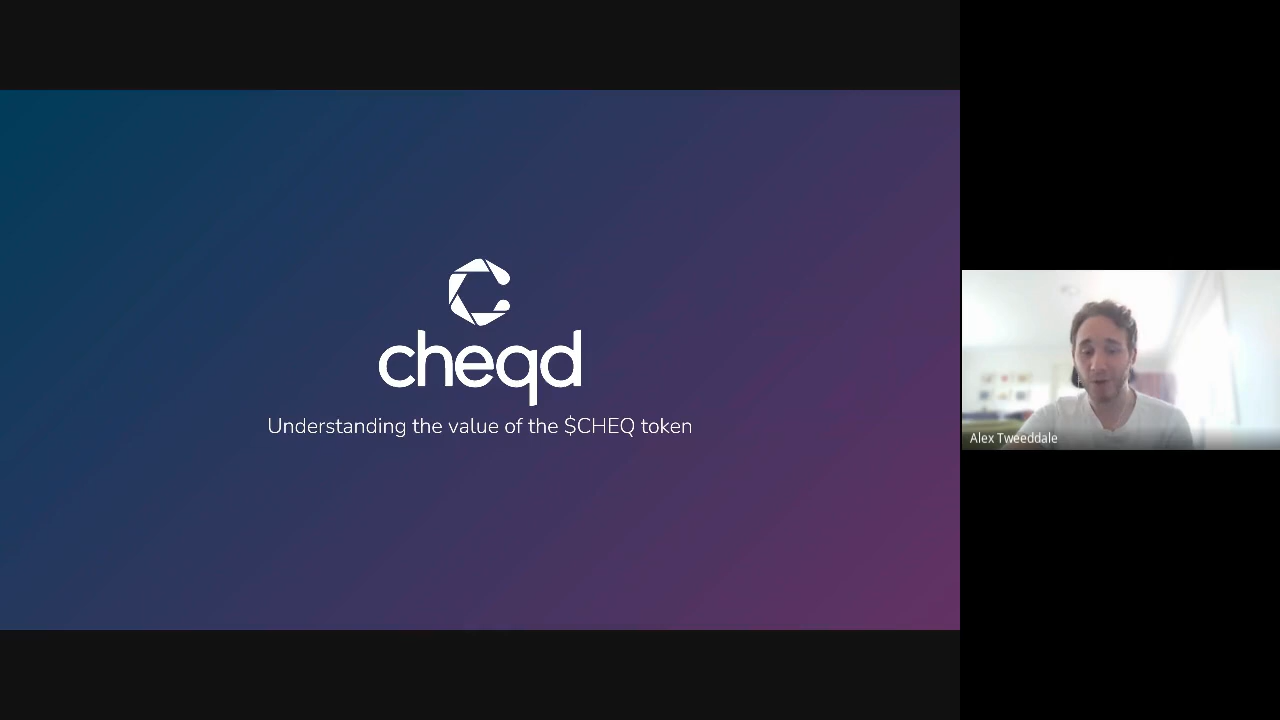 cheqd
Understanding the value of the $CHEQ token
Alex Tweeddale